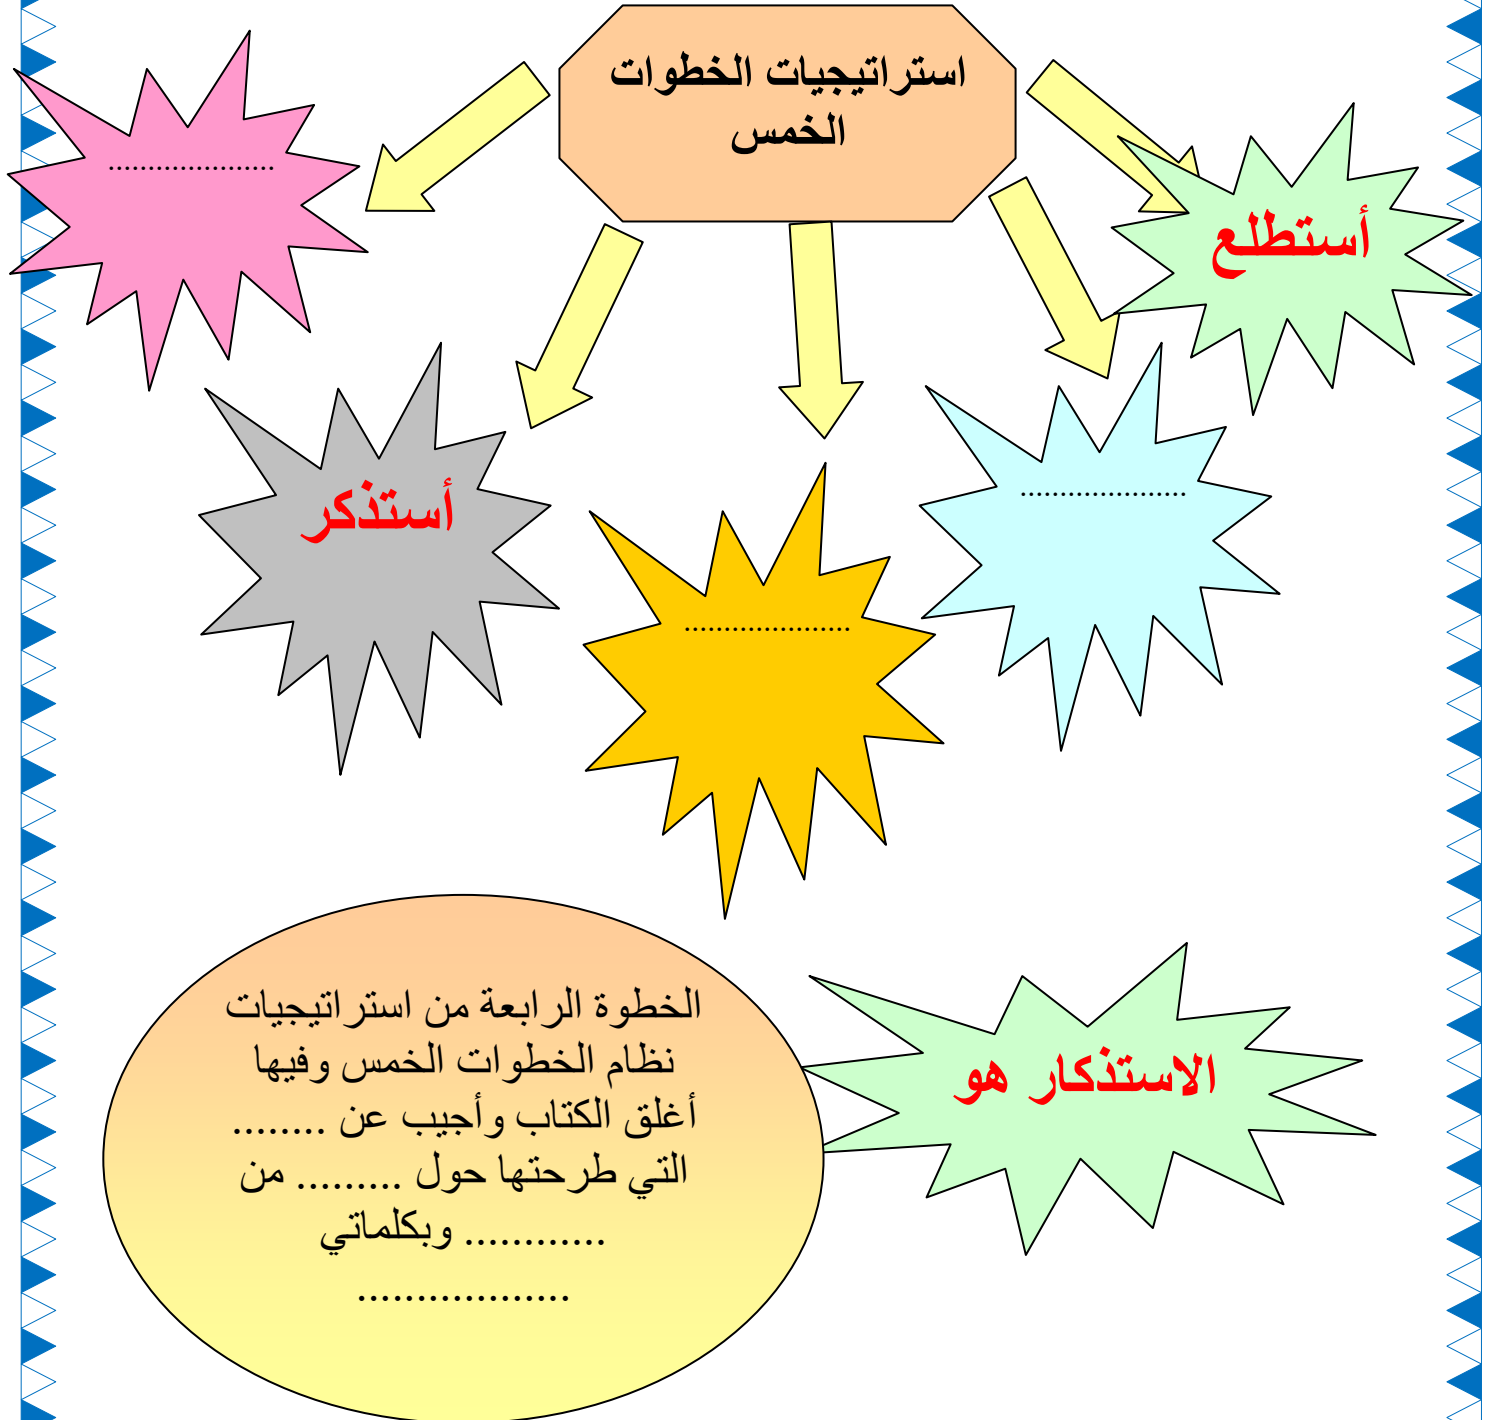 استراتيجيات الخطوات
الخمس
أستطلع
.....................
.....................
أستذكر
.....................
الاستذكار هو
الخطوة الرابعة من استراتيجيات
نظام الخطوات الخمس وفيها
أغلق الكتاب وأجيب عن ........
التي طرحتها حول ......... من
............ وبكلماتي
..................